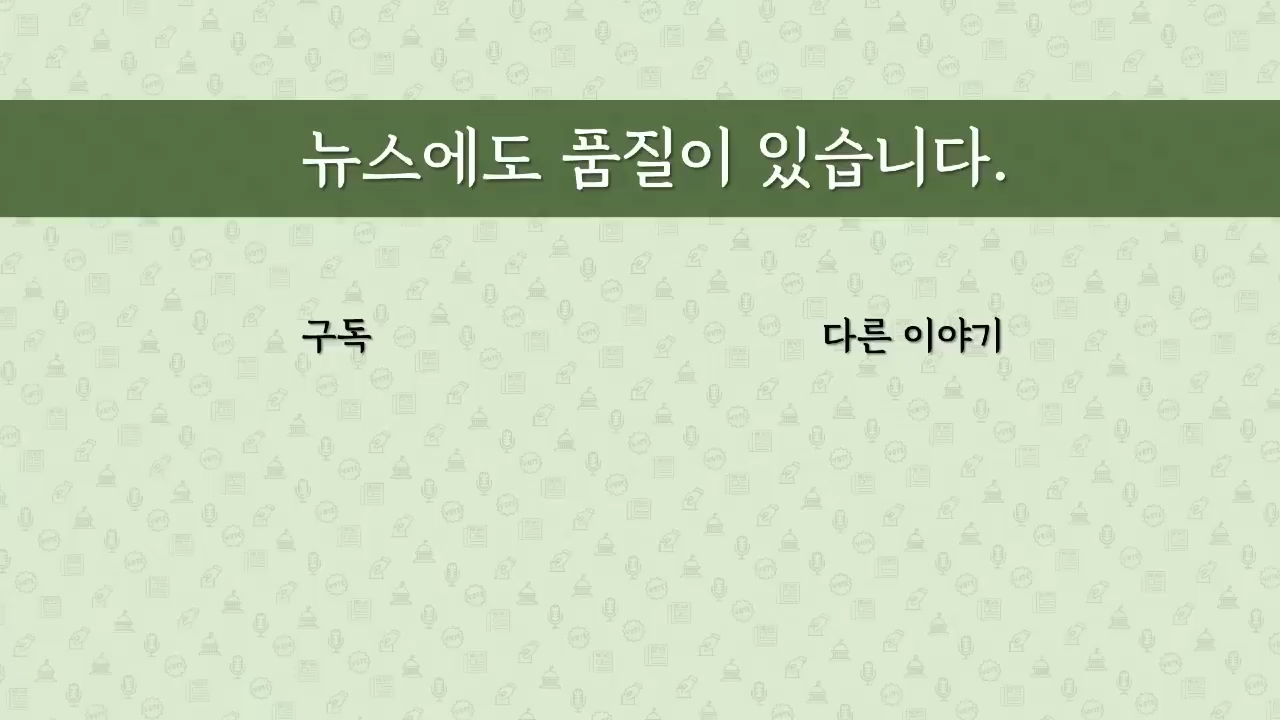 뉴스에도 품질이 있습니다.
구독
다른 이야기